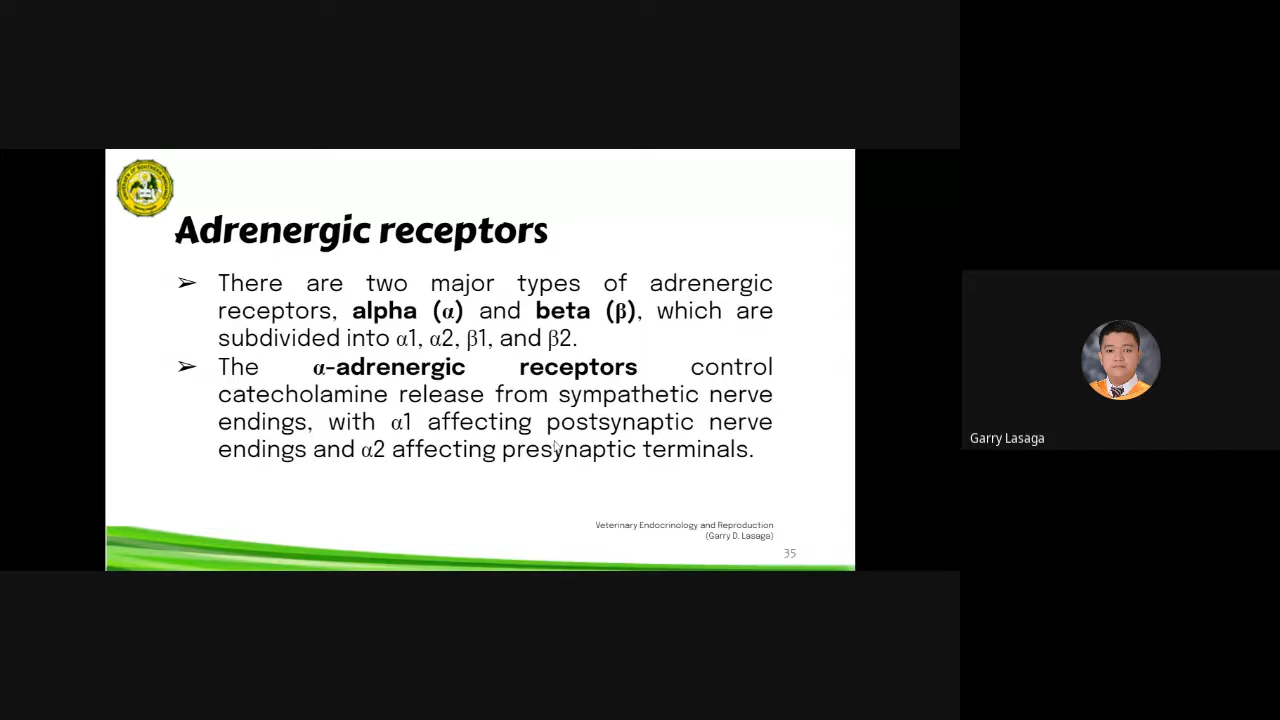 Adrenergic receptors
➢ There are two major types of adrenergic
receptors, alpha (α) and beta (β), which are
subdivided into α1, α2, β1, and β2.
➢ The α-adrenergic receptors control
catecholamine release from sympathetic nerve
endings, with α1 affecting postsynaptic nerve
endings and α2 affecting presynaptic terminals.
Veterinary Endocrinology and Reproduction
(Garry D. Lasaga)
35
Garry Lasaga